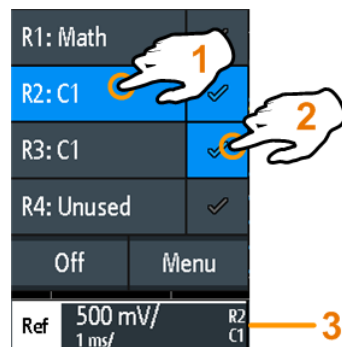 R1: Math
1
R2: C1
2
R3: C1
R4: Unused
Off Menu
Ref 500 mV/ R2
1 ms/ C1
3